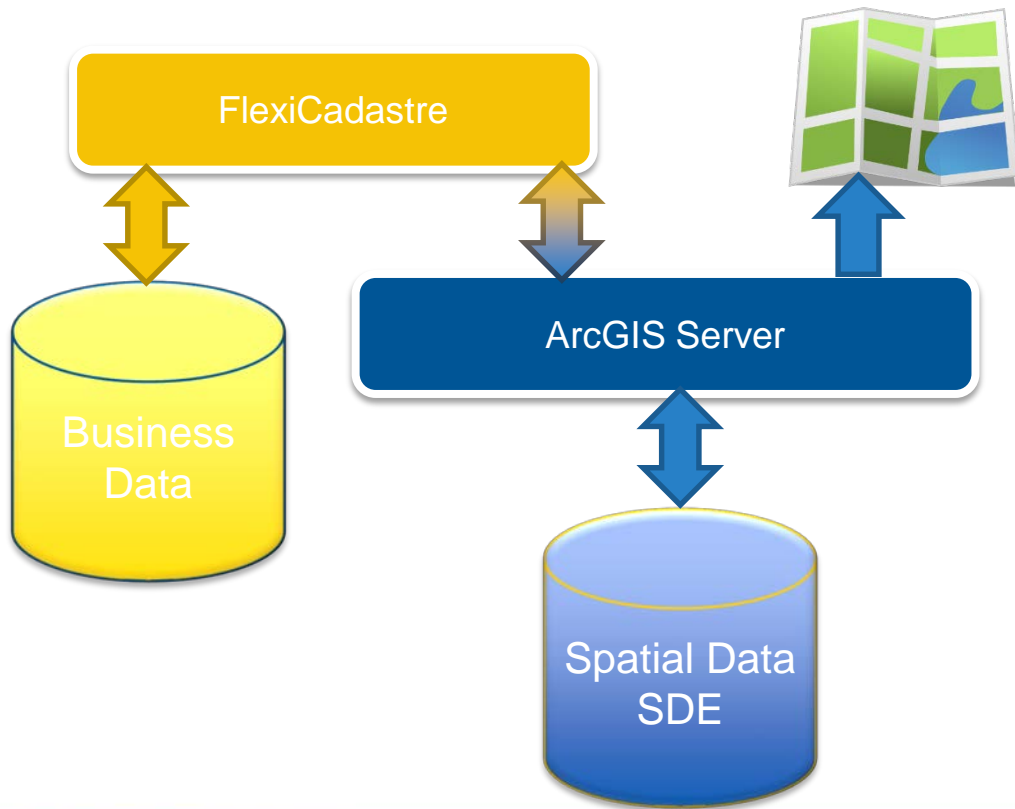 FlexiCadastre
ArcGIS Server
Business
Data
Spatial Data
SDE